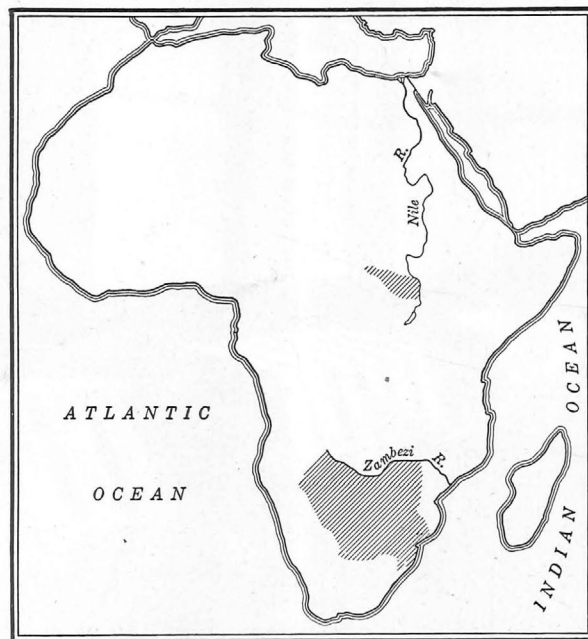 R.
Nile
ATLANTIC
OCEAN
Zambezi
R.
INDIAN
OCEAN